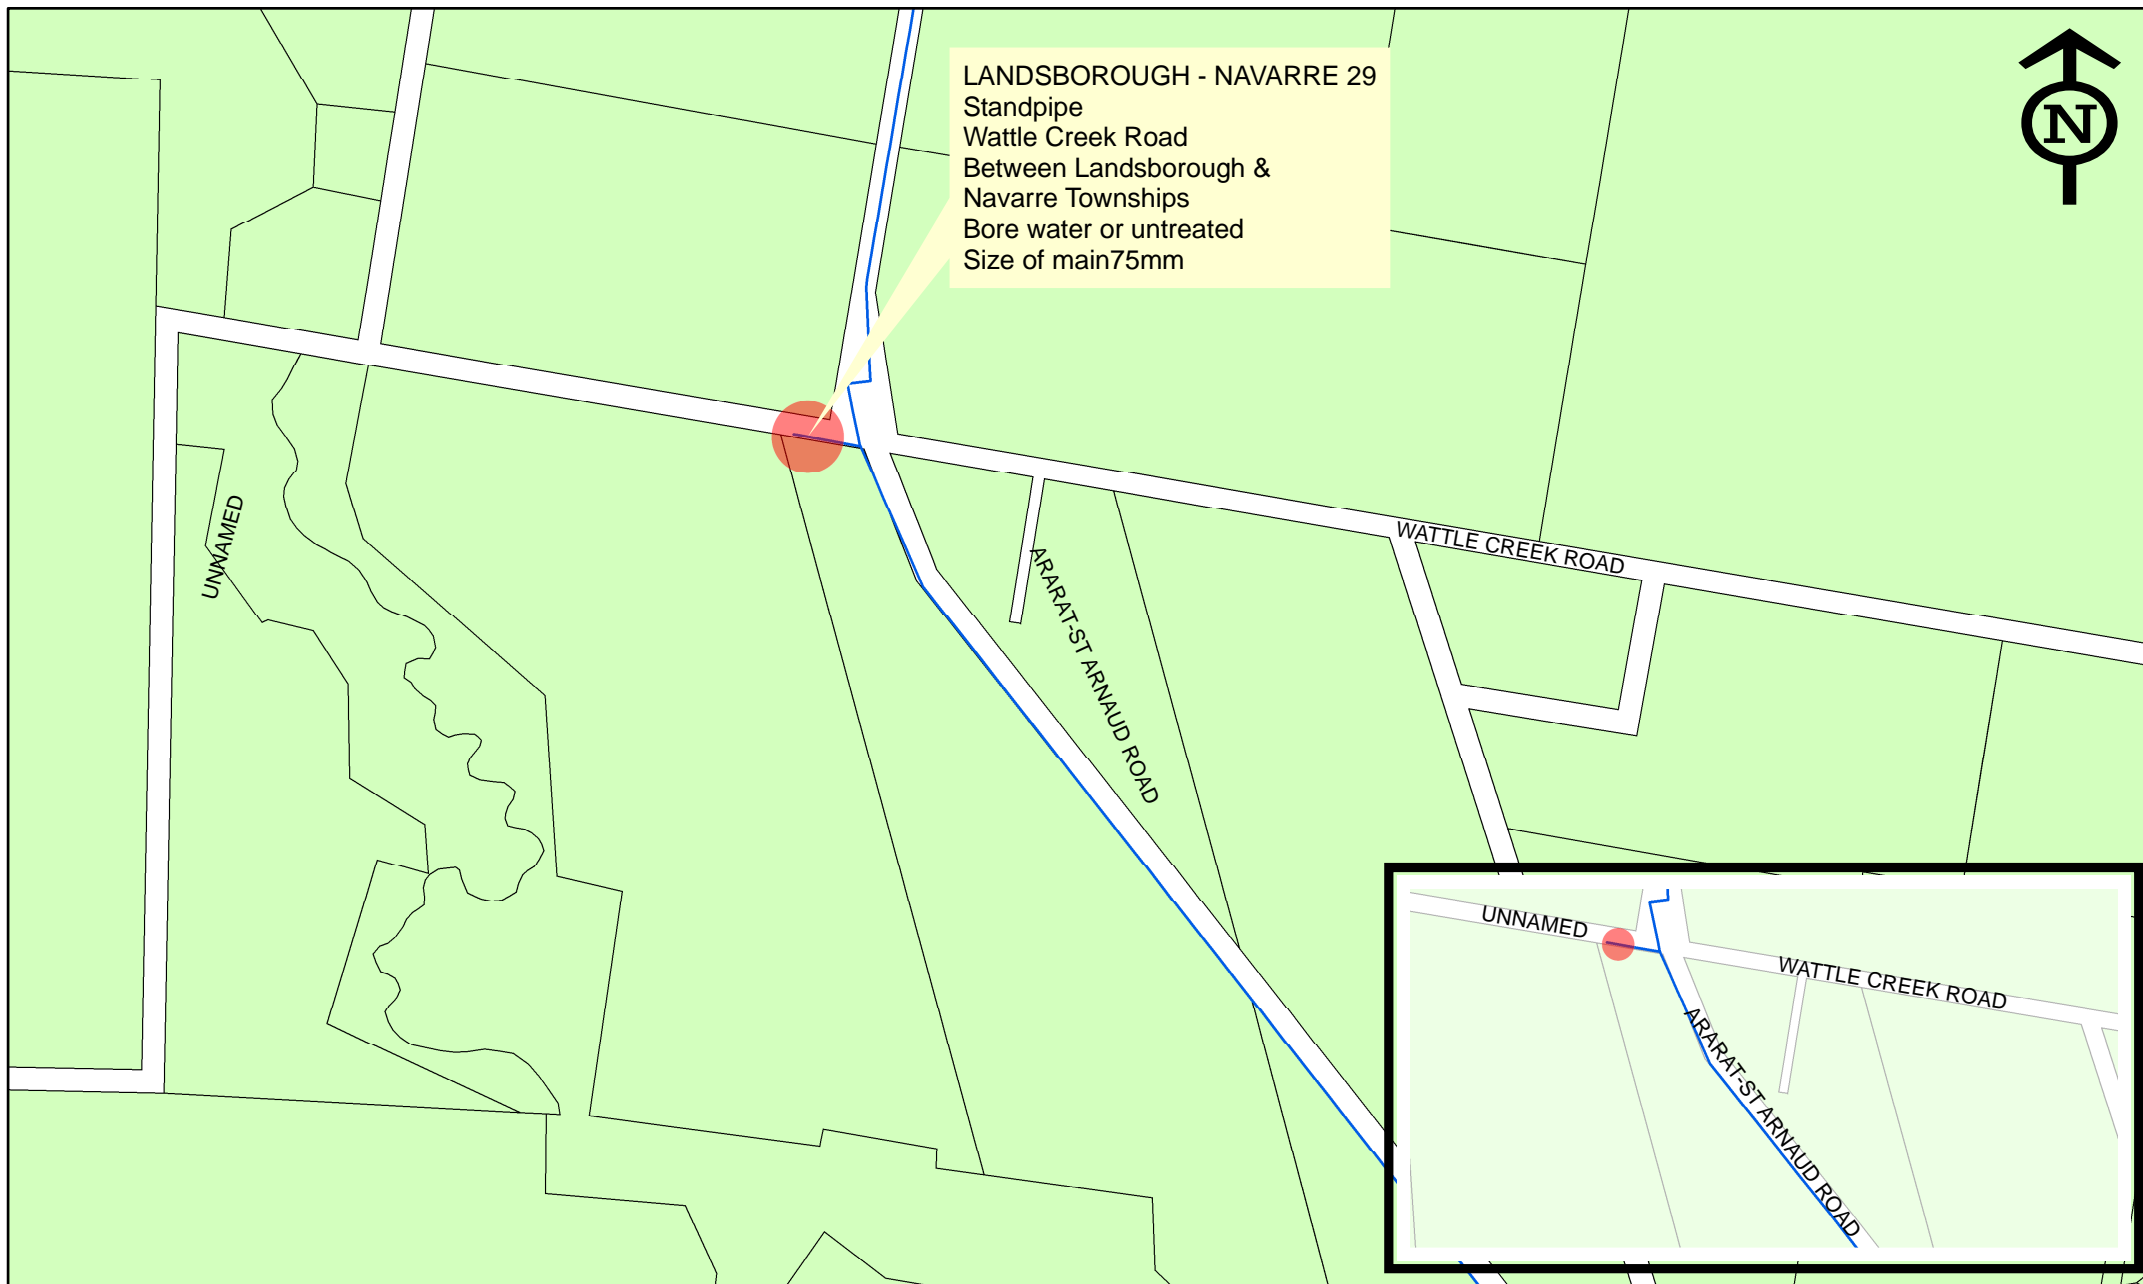 LANDSBOROUGH - NAVARRE 29
Standpipe
Wattle Creek Road
Between Landsborough &
Navarre Townships
Bore water or untreated
Size of main75mm
N
UNNAMED
WATTLE CREEK ROAD
ARARAT-ST ARNAUD ROAD
UNNAMED
WATTLE CREEK ROAD
ARARAT-ST ARNAUD ROAD